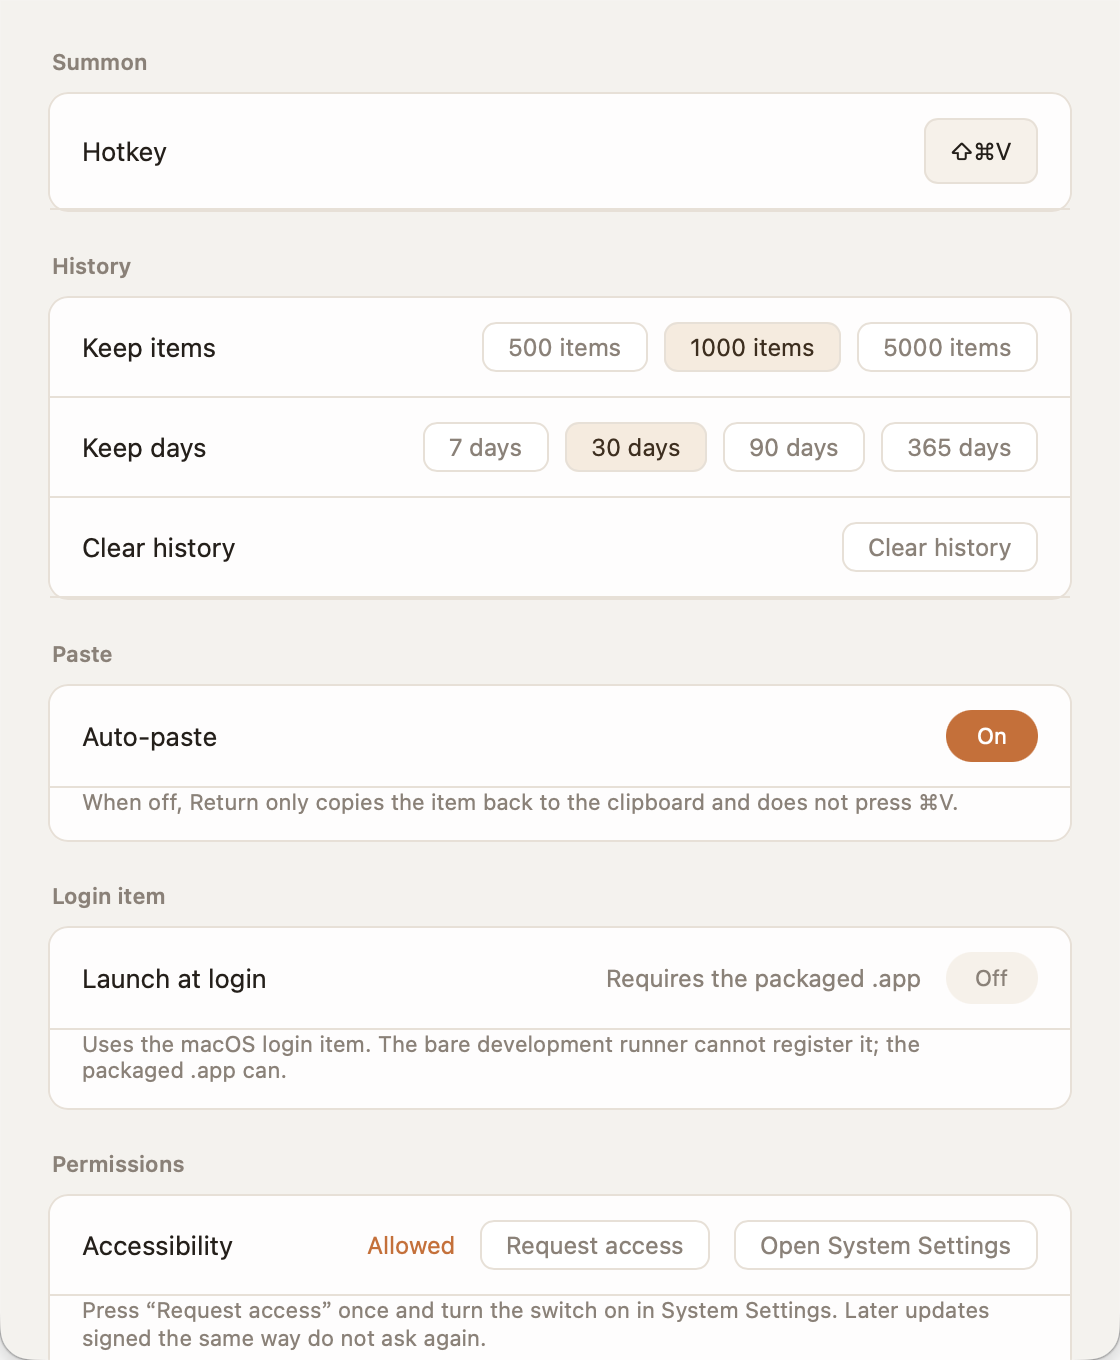 Summon
Hotkey ⇧⌘V
History
Keep items 500 items 1000 items 5000 items
Keep days 7 days 30 days 90 days 365 days
Clear history Clear history
Paste
Auto-paste On
When off, Return only copies the item back to the clipboard and does not press ⌘V.
Login item
Launch at login Requires the packaged .app Off
Uses the macOS login item. The bare development runner cannot register it; the
packaged .app can.
Permissions
Accessibility Allowed Request access Open System Settings
Press “Request access” once and turn the switch on in System Settings. Later updates
signed the same way do not ask again.